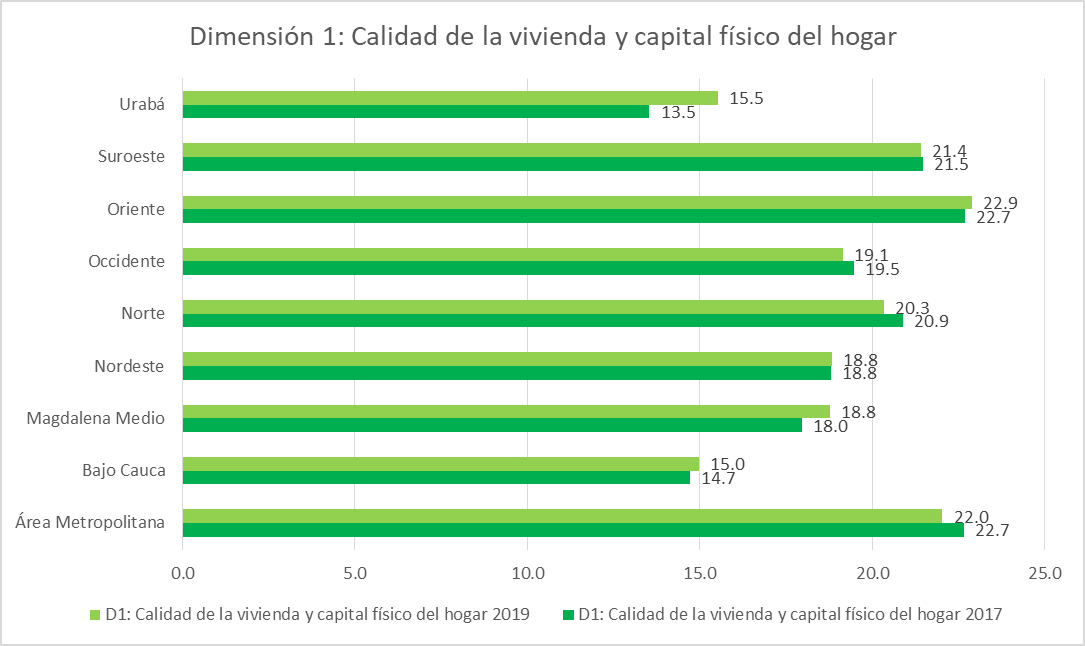 Dimensión 1: Calidad de la vivienda y capital físico del hogar
Urabá
15.5
13.5
Suroeste
21.4
21.5
Oriente
22.9
22.7
Occidente
19.1
19.5
Norte
20.3
20.9
Nordeste
18.8
18.8
Magdalena Medio
18.8
18.0
Bajo Cauca
15.0
14.7
Área Metropolitana
22.0
22.7
0.0 5.0 10.0 15.0 20.0 25.0
D1: Calidad de la vivienda y capital físico del hogar 2019 D1: Calidad de la vivienda y capital físico del hogar 2017